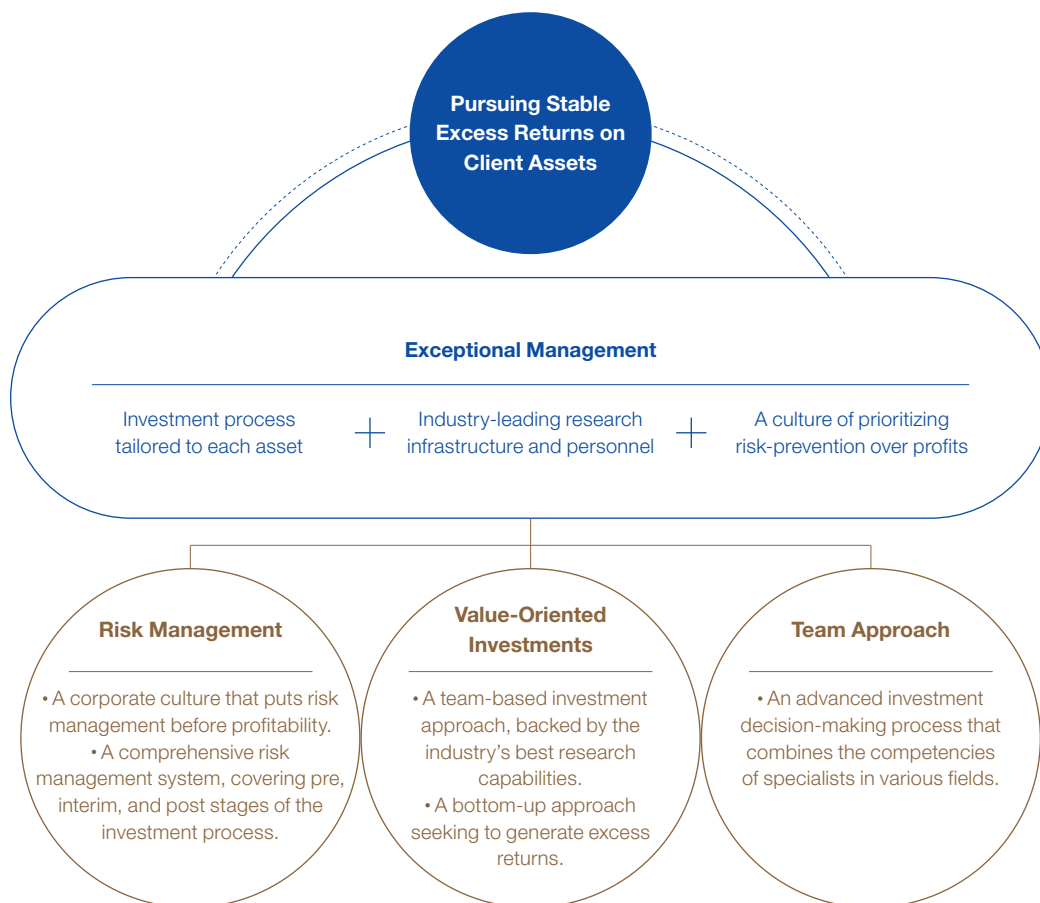 Pursuing Stable
Excess Returns on
Client Assets
Exceptional Management
Investment process
tailored to each asset
+
Industry-leading research
infrastructure and personnel
+
A culture of prioritizing
risk-prevention over profits
Risk Management
• A corporate culture that puts risk
management before profitability.
• A comprehensive risk
management system, covering pre,
interim, and post stages of the
investment process.
Value-Oriented
Investments
• A team-based investment
approach, backed by the
industry's best research
capabilities.
• A bottom-up approach
seeking to generate excess
returns.
Team Approach
• An advanced investment
decision-making process that
combines the competencies
of specialists in various fields.